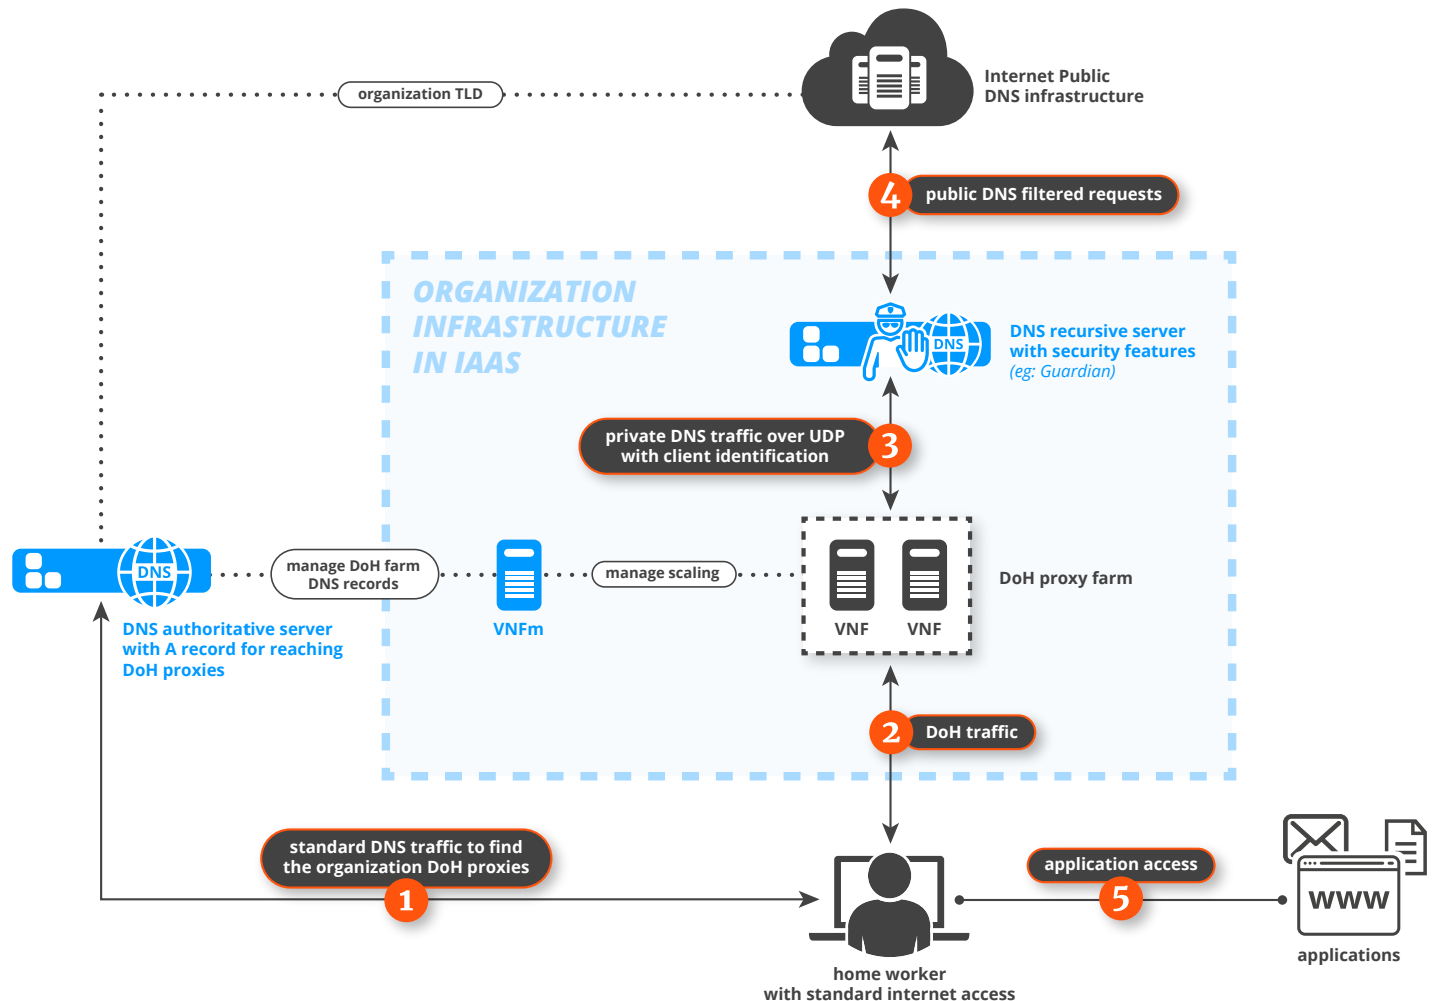 Internet Public
DNS infrastructure
organization TLD
4
public DNS filtered requests
ORGANIZATION
INFRASTRUCTURE
IN IAAS
DNS
DNS recursive server
with security features
(eg: Guardian)
private DNS traffic over UDP
with client identification
3
DNS
manage DoH farm
DNS records
manage scaling
DoH proxy farm
VNFm
VNF
VNF
DNS authoritative server
with A record for reaching
DoH proxies
2
DoH traffic
standard DNS traffic to find
the organization DoH proxies
1
application access
5
www
applications
home worker
with standard internet access